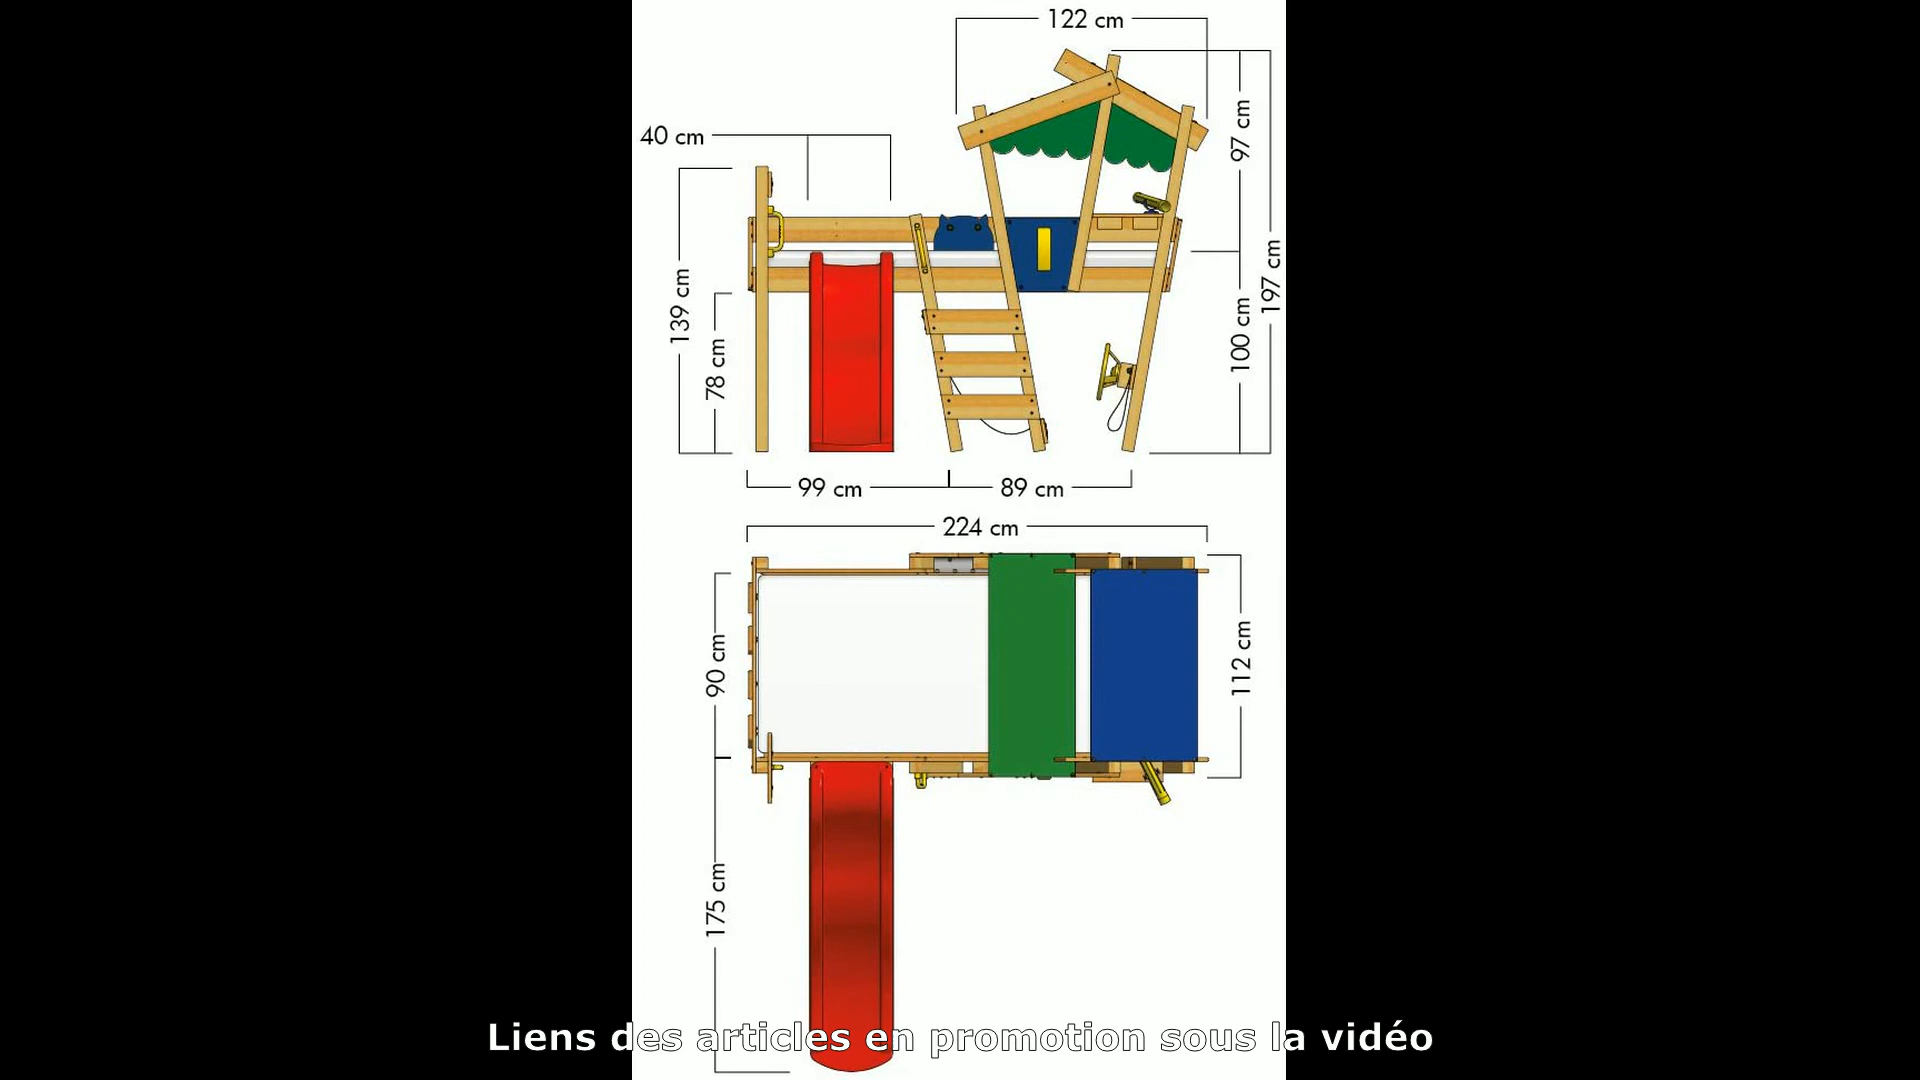 122 cm
97 cm
40 cm
139 cm
197 cm
78 cm
100 cm
99 cm
89 cm
224 cm
90 cm
112 cm
175 cm
Liens des articles en promotion sous la vidéo